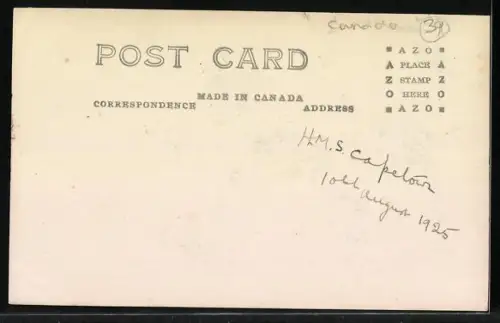 Canada 39
POST CARD
MADE IN CANADA
CORRESPONDENCE ADDRESS
AZO
A PLACE A
Z STAMP Z
O HERE O
AZO
H.M.S. Capetown
10th August 1925